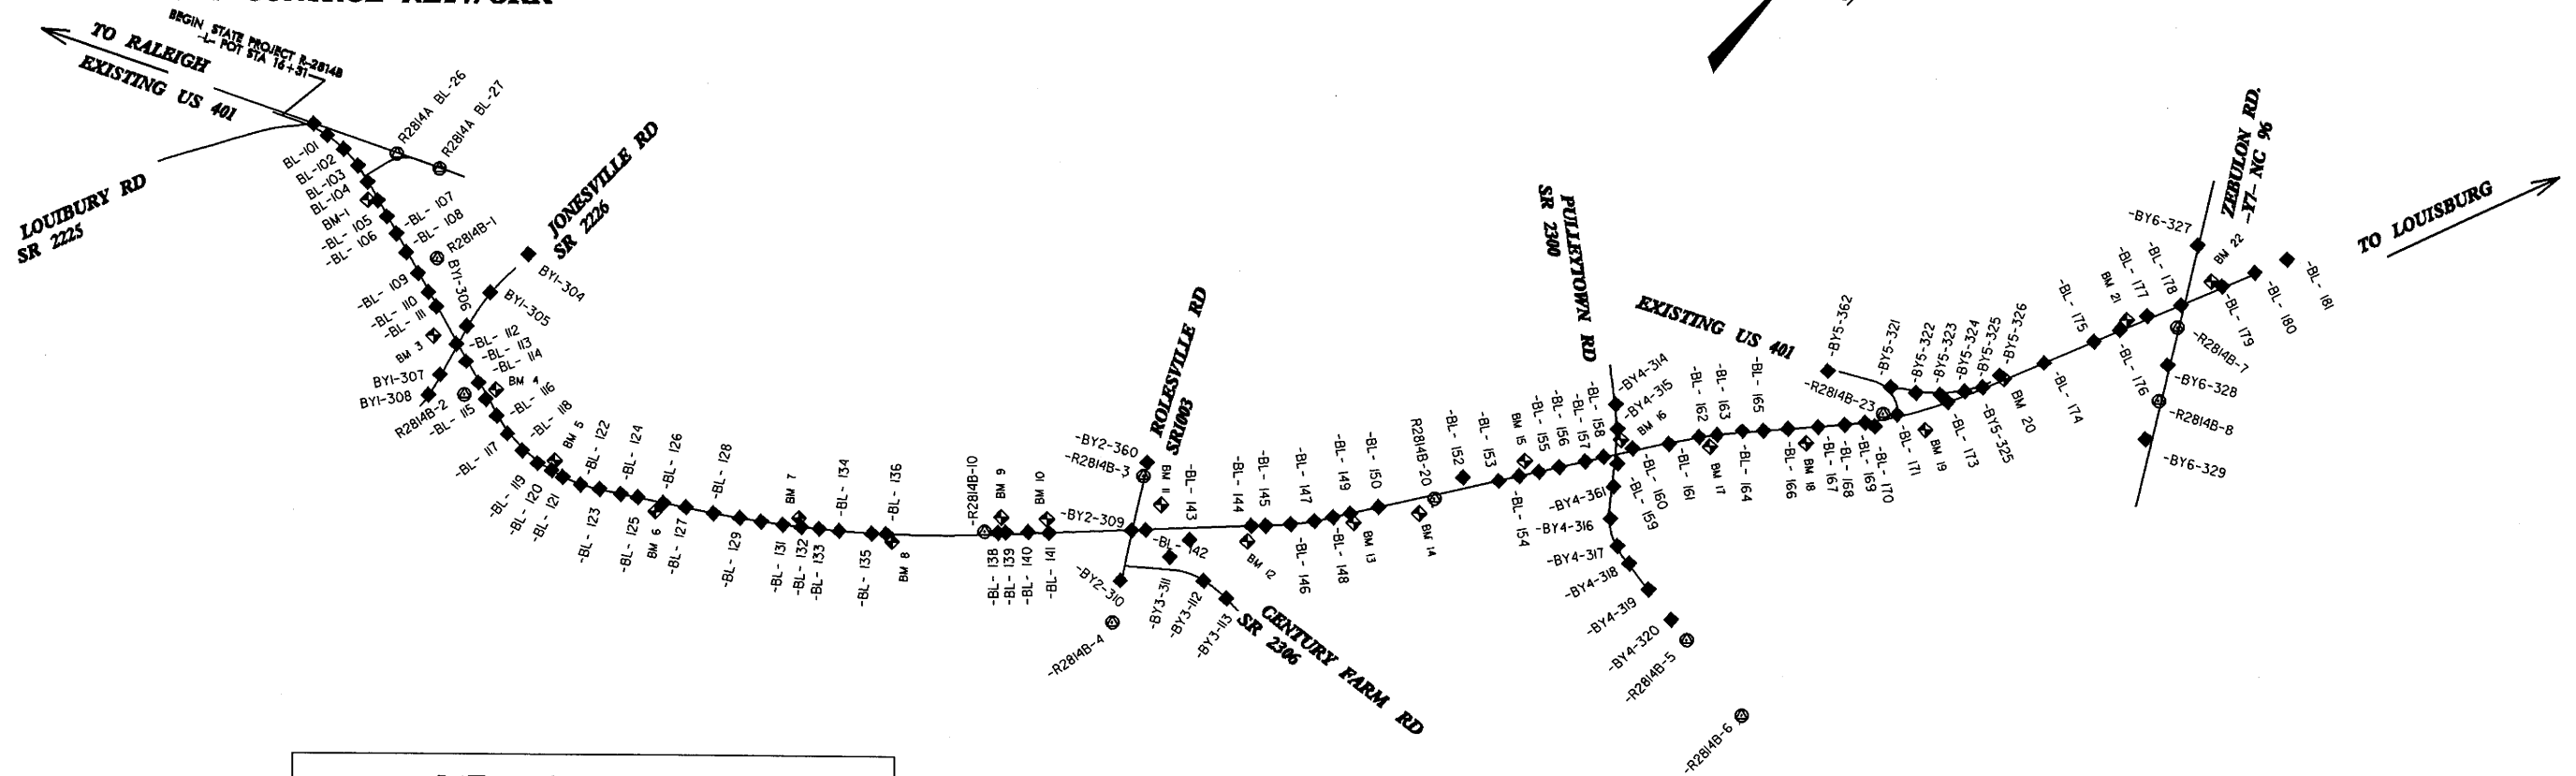 BEGIN STATE PROJECT R-2814B
-L- POT STA 16+31
TO RALEIGH
EXISTING US 401
LOUIBURY RD
SR 2225
R2814A BL-26
R2814A BL-27
BL-101
BL-102
BL-103
BL-104
BM-1
-BL- 105
-BL- 106
-BL- 107
-BL- 108
R2814B-1
-BL- 109
-BL- 110
-BL- 111
BM 3
BY1-306
BY1-305
BY1-304
JONESVILLE RD
SR 2226
-BL- 112
-BL- 113
-BL- 114
BM 4
BY1-307
BY1-308
R2814B-2
-BL- 115
-BL- 116
-BL- 117
-BL- 118
BM 5
-BL- 119
-BL- 120
-BL- 121
-BL- 122
-BL- 123
-BL- 124
-BL- 125
BM 6
-BL- 126
-BL- 127
-BL- 128
-BL- 129
BM 7
-BL- 131
-BL- 132
-BL- 133
-BL- 134
-BL- 135
-BL- 136
BM 8
-R2814B-10
BM 9
BM 10
-BL- 138
-BL- 139
-BL- 140
-BL- 141
-BY2-360
-R2814B-3
ROLESVILLE RD
SR1003
BM 11
-BL- 143
-BY2-309
-BL- 142
-BY2-310
-R2814B-4
-BY3-311
-BY3-112
-BY3-113
CENTURY FARM RD
SR 2306
-BL- 144
-BL- 145
BM 12
-BL- 146
-BL- 147
-BL- 148
-BL- 149
-BL- 150
BM 13
R2814B-20
BM 14
-BL- 152
-BL- 153
-BL- 154
BM 15
-BL- 155
-BL- 156
-BL- 157
-BL- 158
PULLEYTOWN RD
SR 2300
-BY4-314
-BY4-315
BM 16
-BY4-361
-BY4-316
-BY4-317
-BY4-318
-BY4-319
-BY4-320
-R2814B-5
-R2814B-6
-BL- 159
-BL- 160
-BL- 161
-BL- 162
-BL- 163
BM 17
-BL- 164
-BL- 165
-BL- 166
BM 18
-BL- 167
-BL- 168
-BL- 169
-BL- 170
-BL- 171
EXISTING US 401
-BY5-362
-R2814B-23
-BY5-321
-BY5-322
-BY5-323
-BY5-324
-BY5-325
-BY5-326
BM 19
-BL- 173
-BY5-325
BM 20
-BL- 174
-BL- 175
-BL- 176
BM 21
-BL- 177
-BL- 178
-BY6-327
ZEBULON RD.
-Y7- NC 96
BM 22
-BL- 179
-BL- 180
-BL- 181
-R2814B-7
-BY6-328
-R2814B-8
-BY6-329
TO LOUISBURG